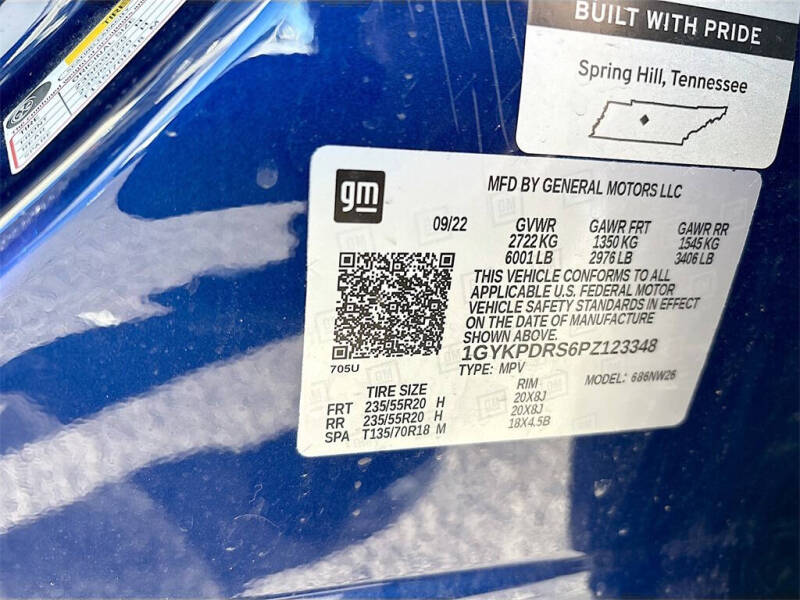 BUILT WITH PRIDE
Spring Hill, Tennessee
gm
MFD BY GENERAL MOTORS LLC
09/22 GVWR GAWR FRT GAWR RR
2722 KG 1350 KG 1545 KG
6001 LB 2976 LB 3406 LB
THIS VEHICLE CONFORMS TO ALL
APPLICABLE U.S. FEDERAL MOTOR
VEHICLE SAFETY STANDARDS IN EFFECT
ON THE DATE OF MANUFACTURE
SHOWN ABOVE.
1GYKPDRS6PZ123348
705U
TYPE: MPV
MODEL: 686NW26
TIRE SIZE RIM
FRT 235/55R20 H 20X8J
RR 235/55R20 H 20X8J
SPA T135/70R18 M 18X4.5B